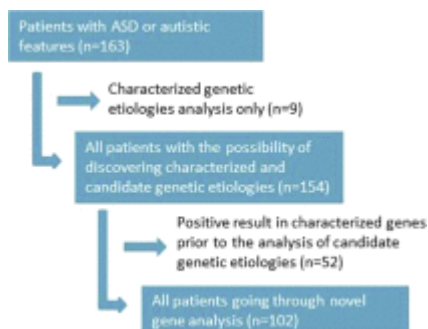 Patients with ASD or autistic
features (n=163)
Characterized genetic
etiologies analysis only (n=9)
All patients with the possibility of
discovering characterized and
candidate genetic etiologies (n=154)
Positive result in characterized genes
prior to the analysis of candidate
genetic etiologies (n=52)
All patients going through novel
gene analysis (n=102)